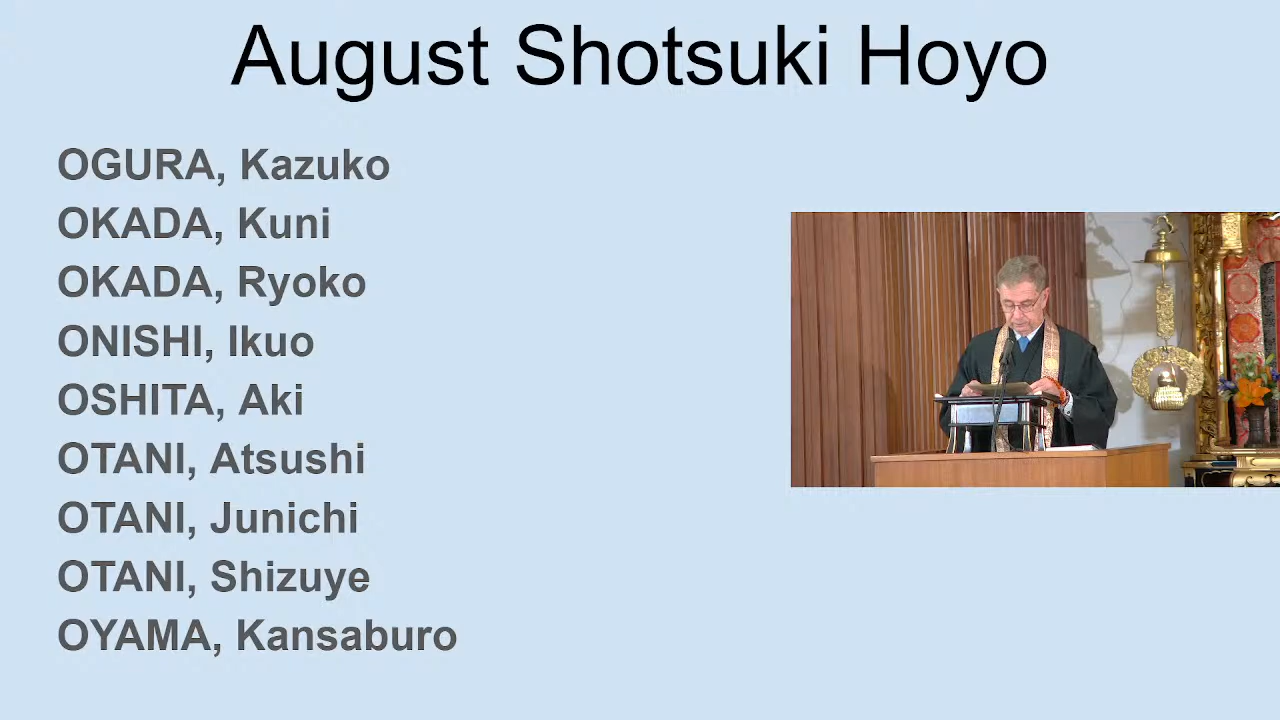 August Shotsuki Hoyo
OGURA, Kazuko
OKADA, Kuni
OKADA, Ryoko
ONISHI, Ikuo
OSHITA, Aki
OTANI, Atsushi
OTANI, Junichi
OTANI, Shizuye
OYAMA, Kansaburo